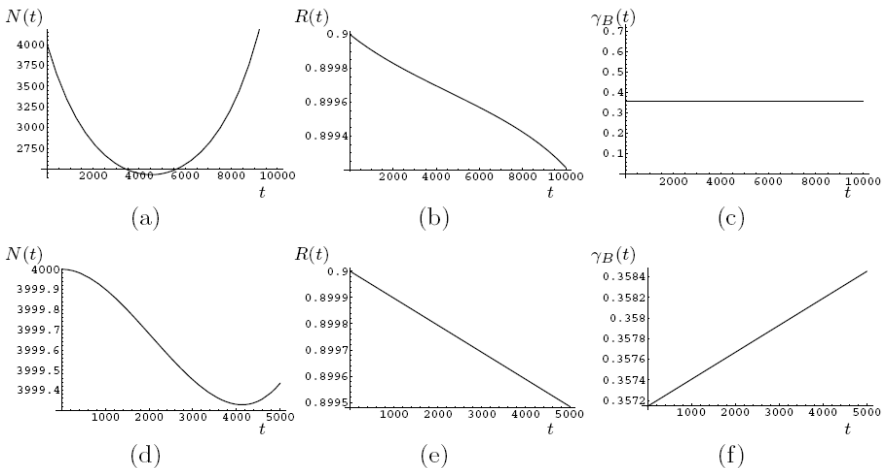 N(t)
4000
3750
3500
3250
3000
2750
2000 4000 6000 8000 10000
t
(a)
R(t)
0.9
0.8998
0.8996
0.8994
2000 4000 6000 8000 10000
t
(b)
γB(t)
0.7
0.6
0.5
0.4
0.3
0.2
0.1
2000 4000 6000 8000 10000
t
(c)
N(t)
4000
3999.9
3999.8
3999.7
3999.6
3999.5
3999.4
1000 2000 3000 4000 5000
t
(d)
R(t)
0.9
0.8999
0.8998
0.8997
0.8996
0.8995
1000 2000 3000 4000 5000
t
(e)
γB(t)
0.3584
0.3582
0.358
0.3578
0.3576
0.3574
0.3572
1000 2000 3000 4000 5000
t
(f)